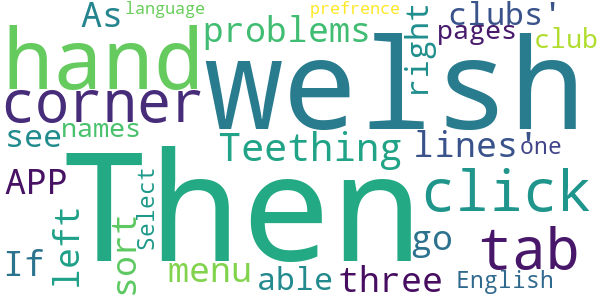 As
language
prefrence
clubs'
hand
problems
right
pages
club
welsh
corner
see
names
Then
Teething
lines'
one
APP
Select
click
left
sort
go
tab
If
menu
able
three
English